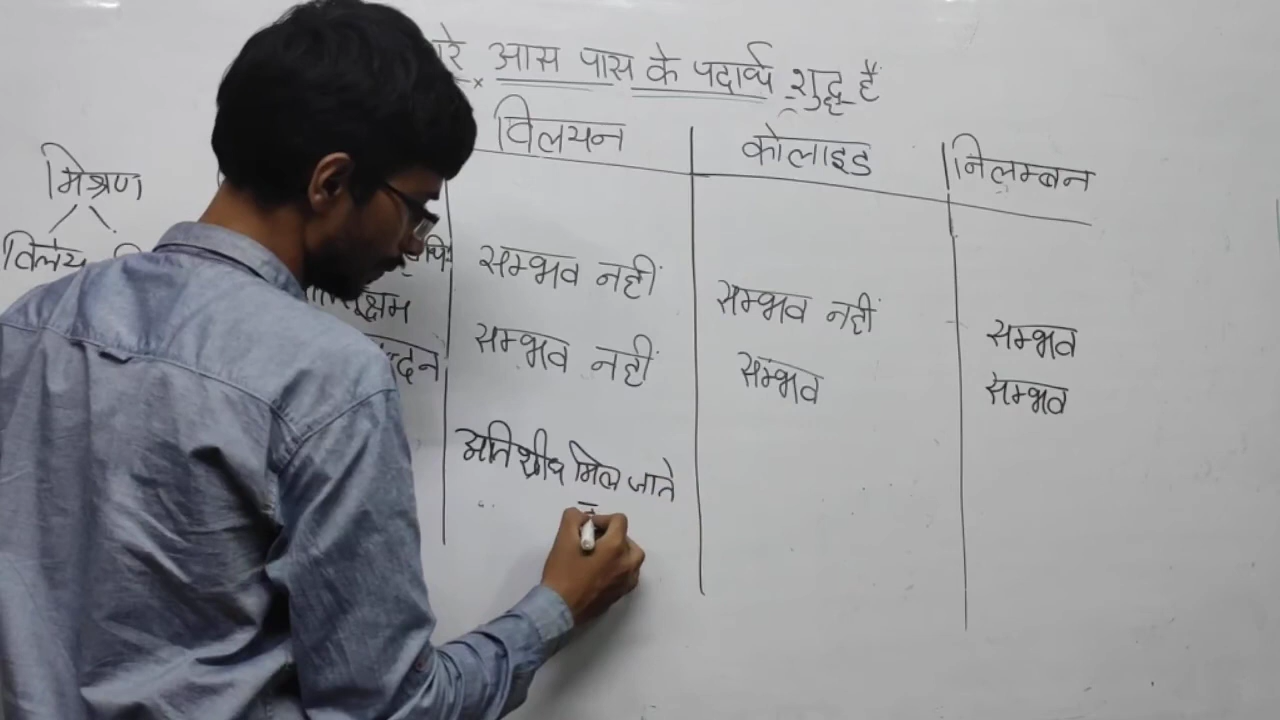 रे आस पास के पदार्थ शुद्ध हैं
विलयन कोलाइड निलम्बन
मिश्रण
विलेय
सम्भव नहीं सम्भव नहीं सम्भव
सम्भव नहीं सम्भव सम्भव
अति शीघ्र मिल जाते